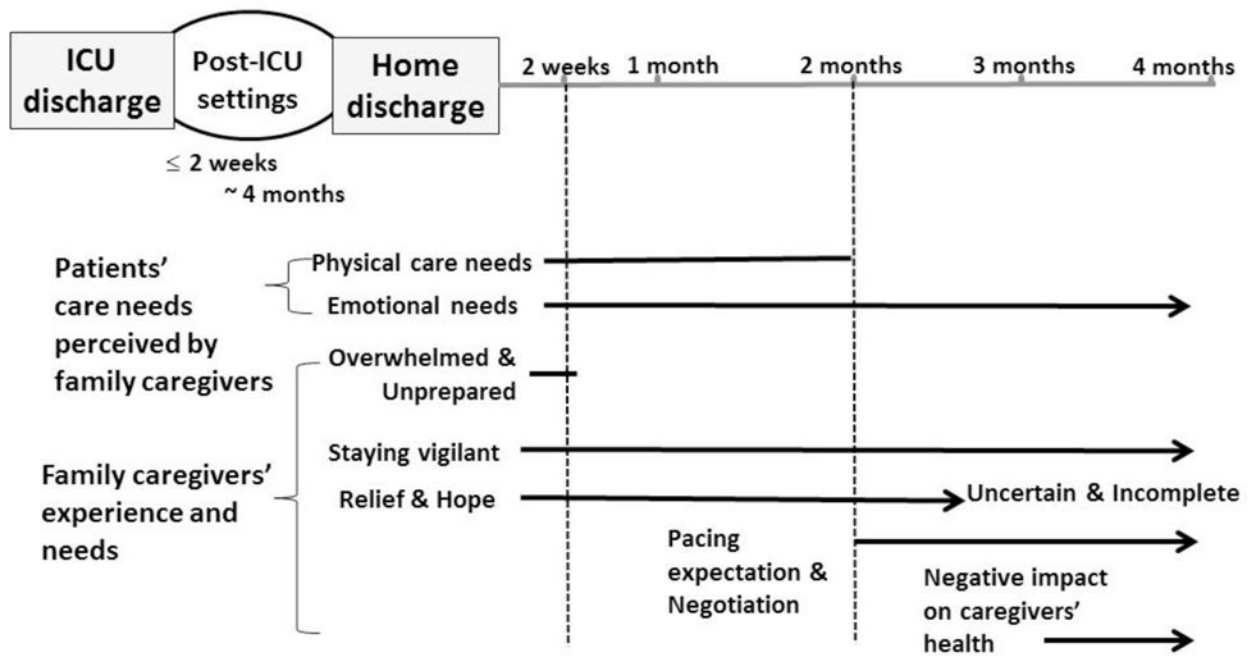 ICU
discharge
Post-ICU
settings
Home
discharge
2 weeks
1 month
2 months
3 months
4 months
≤ 2 weeks
~ 4 months
Patients’
care needs
perceived by
family caregivers
Physical care needs
Emotional needs
Family caregivers’
experience and
needs
Overwhelmed &
Unprepared
Staying vigilant
Relief & Hope
Uncertain & Incomplete
Pacing
expectation &
Negotiation
Negative impact
on caregivers’
health